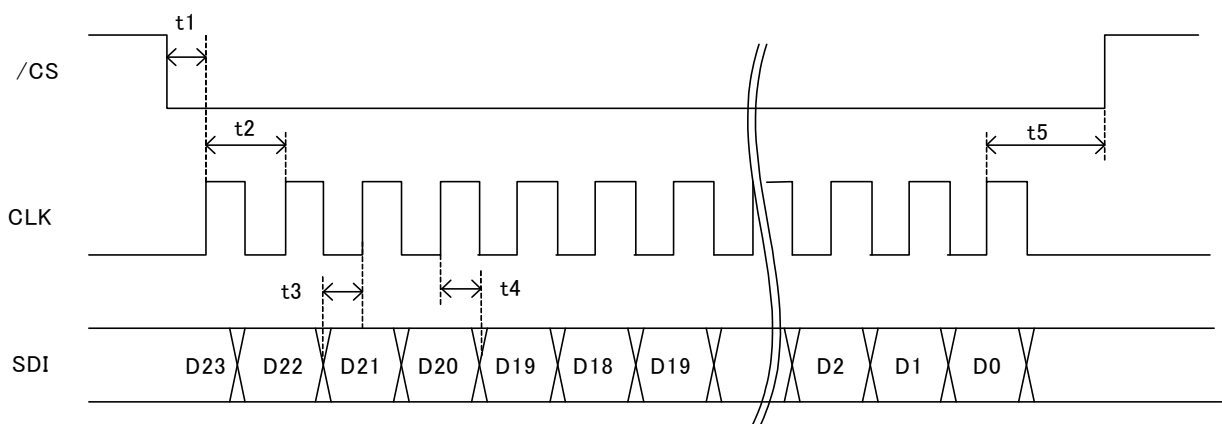 t1
/CS
t2
t5
CLK
t3
t4
SDI
D23 D22 D21 D20 D19 D18 D19 D2 D1 D0